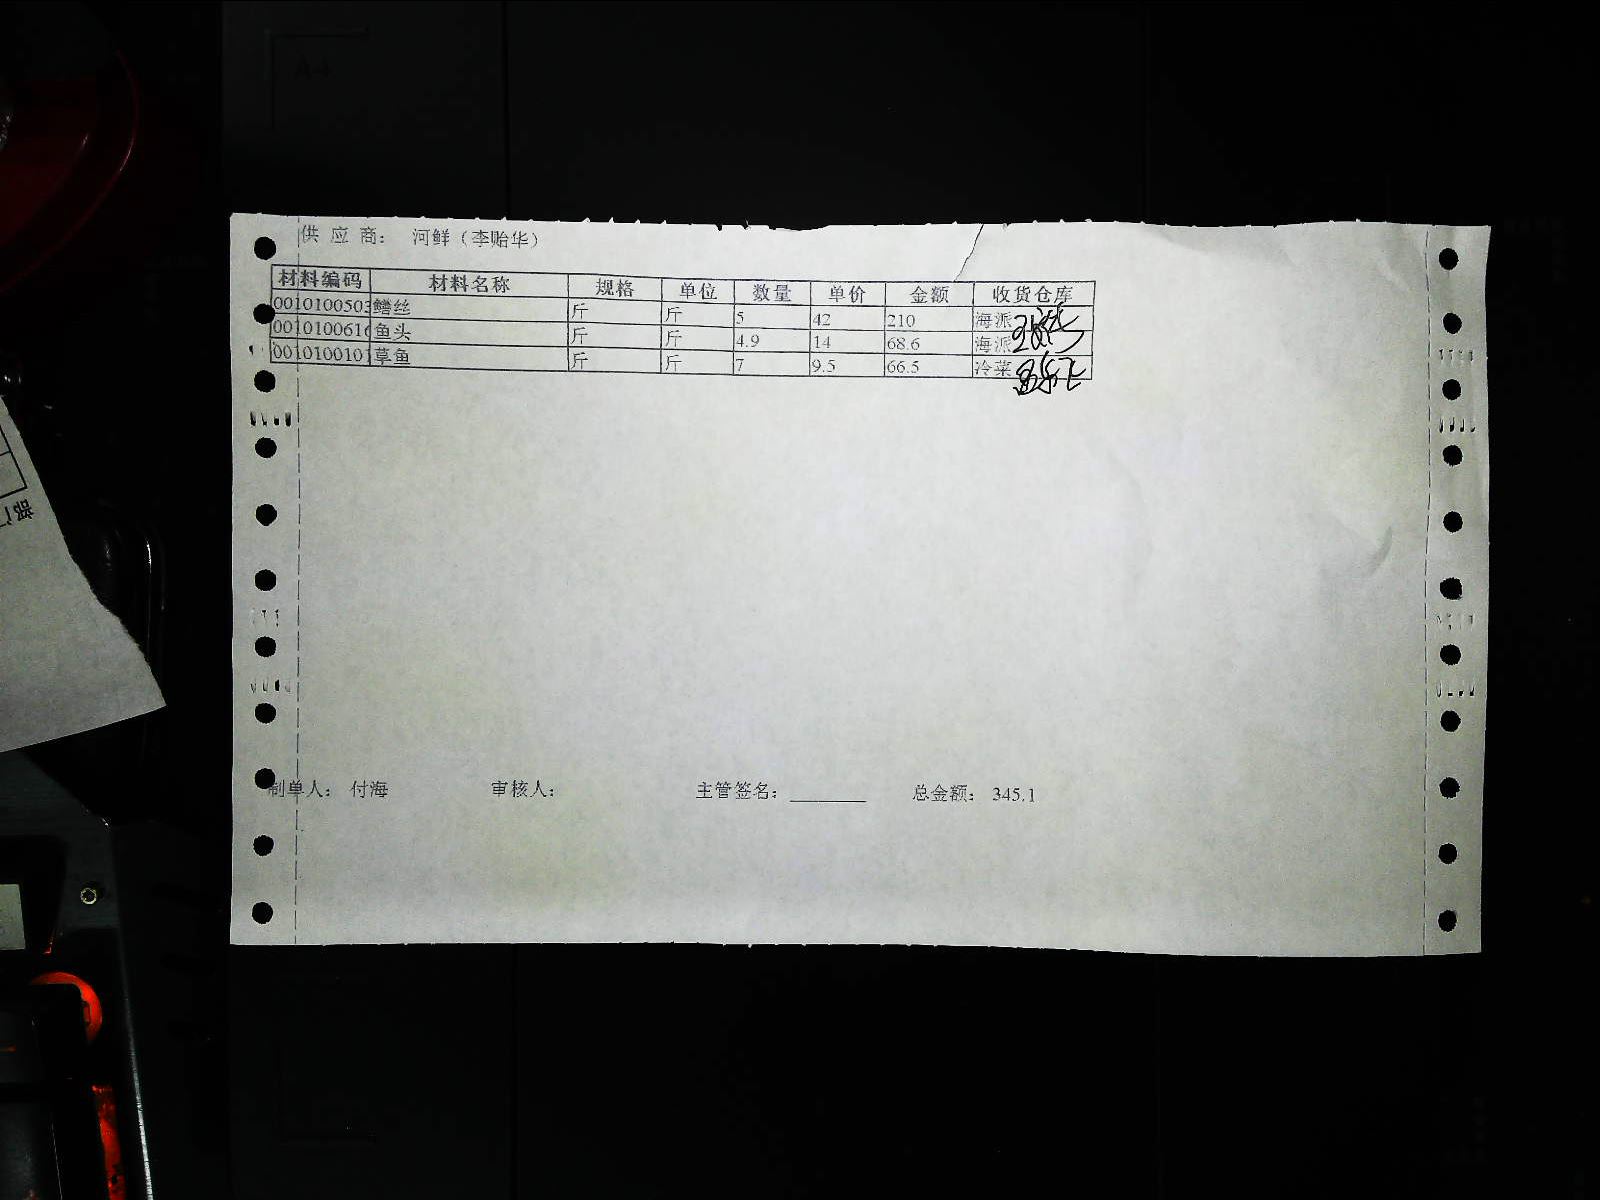 供 应 商： 河鲜（李贻华）
材料编码 材料名称 规格 单位 数量 单价 金额 收货仓库
0010100503 鳝丝 斤 斤 5 42 210 海派
0010100616 鱼头 斤 斤 4.9 14 68.6 海派
0010100101 草鱼 斤 斤 7 9.5 66.5 冷菜
制单人： 付海 审核人： 主管签名：________ 总金额： 345.1